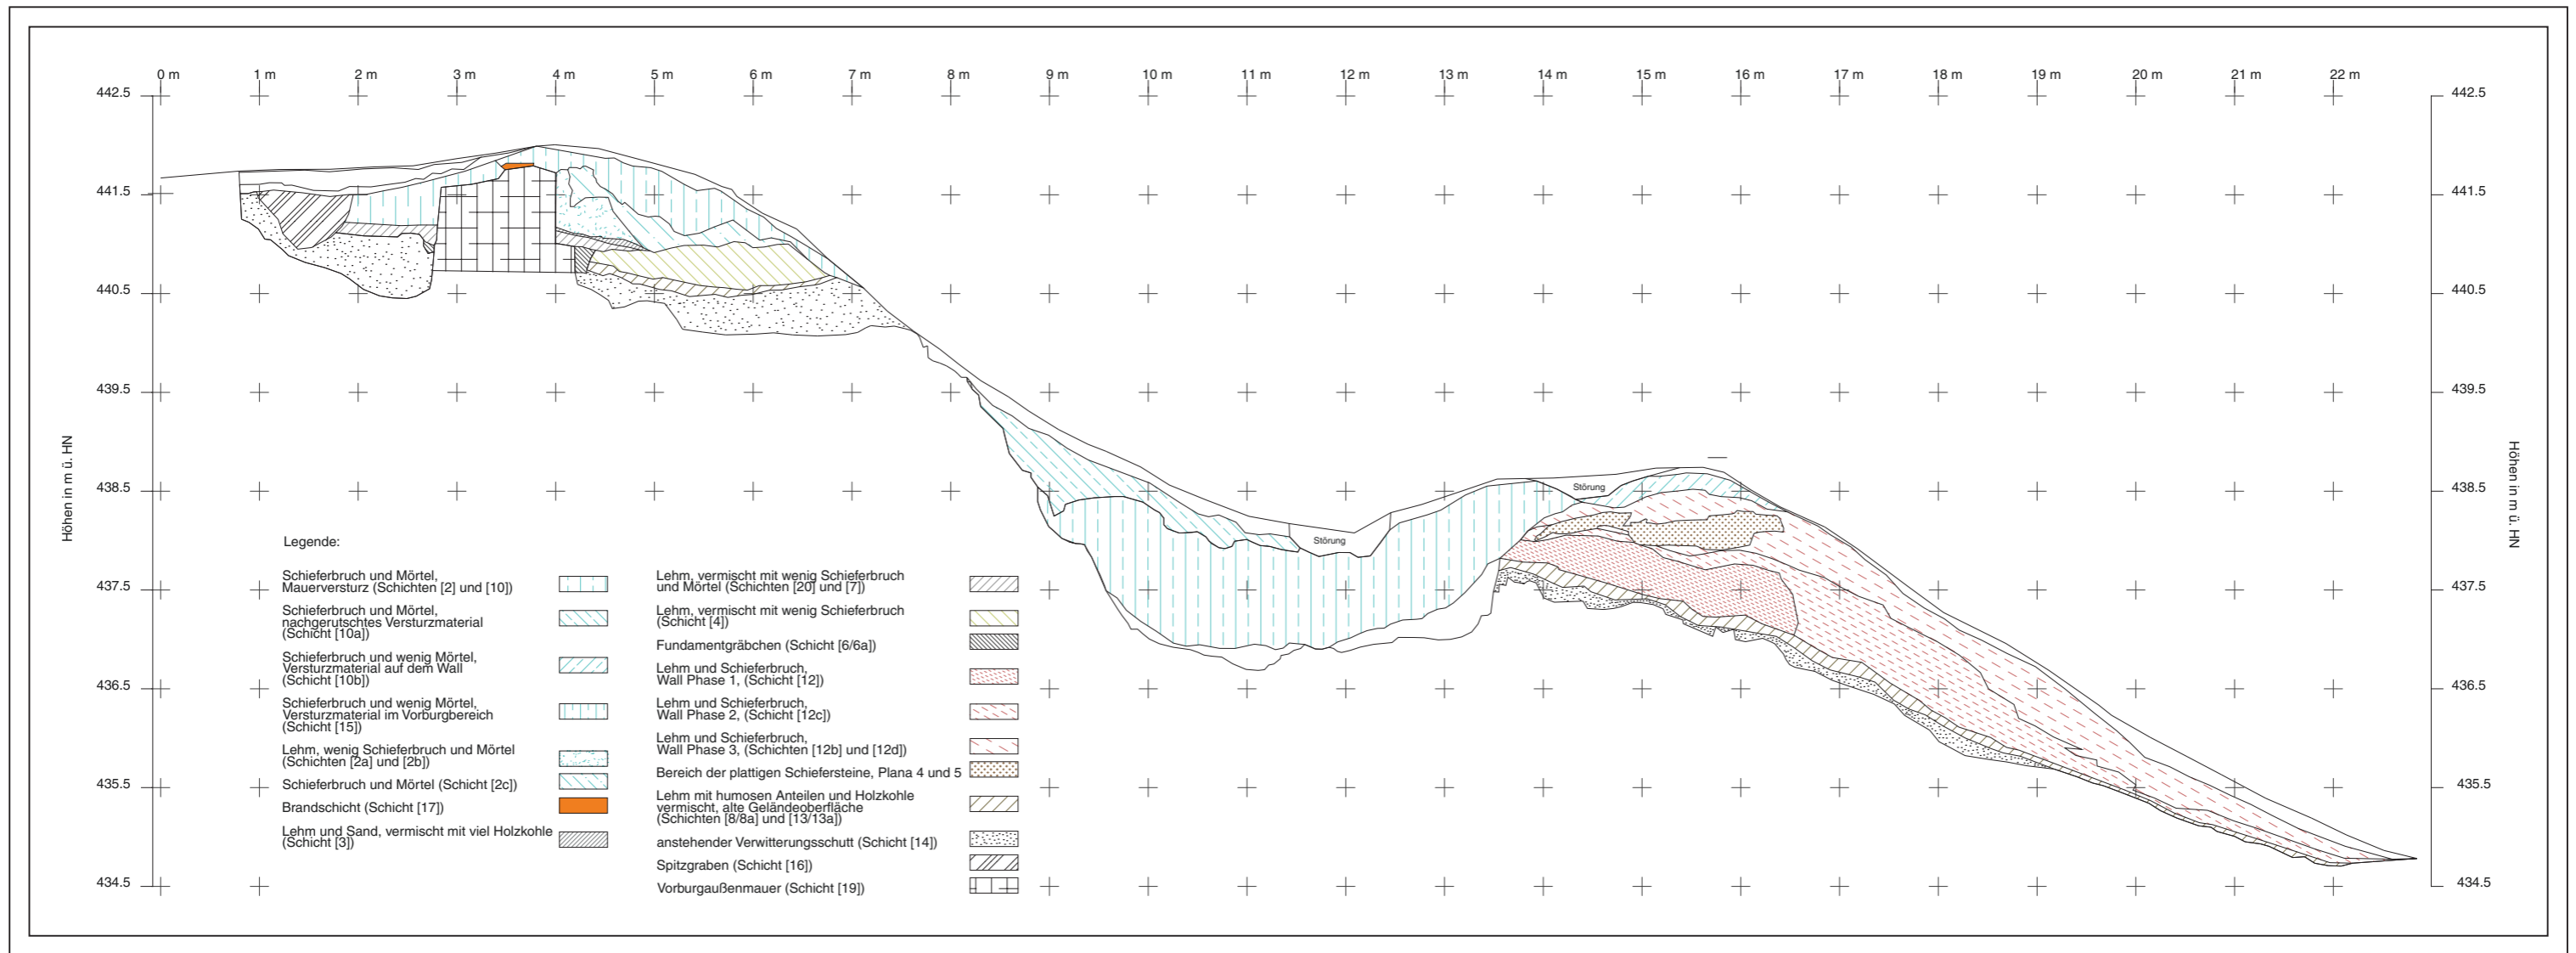 0 m 1 m 2 m 3 m 4 m 5 m 6 m 7 m 8 m 9 m 10 m 11 m 12 m 13 m 14 m 15 m 16 m 17 m 18 m 19 m 20 m 21 m 22 m
442.5 442.5
441.5 441.5
440.5 440.5
439.5 439.5
438.5 438.5
437.5 437.5
436.5 436.5
435.5 435.5
434.5 434.5
Höhen in m ü. HN
Höhen in m ü. HN
Störung
Störung
Legende:
Schieferbruch und Mörtel,
Mauerversturz (Schichten [2] und [10])
Schieferbruch und Mörtel,
nachgerutschtes Versturzmaterial
(Schicht [10a])
Schieferbruch und wenig Mörtel,
Versturzmaterial auf dem Wall
(Schicht [10b])
Schieferbruch und wenig Mörtel,
Versturzmaterial im Vorburgbereich
(Schicht [15])
Lehm, wenig Schieferbruch und Mörtel
(Schichten [2a] und [2b])
Schieferbruch und Mörtel (Schicht [2c])
Brandschicht (Schicht [17])
Lehm und Sand, vermischt mit viel Holzkohle
(Schicht [3])
Lehm, vermischt mit wenig Schieferbruch
und Mörtel (Schichten [20] und [7])
Lehm, vermischt mit wenig Schieferbruch
(Schicht [4])
Fundamentgräbchen (Schicht [6/6a])
Lehm und Schieferbruch,
Wall Phase 1, (Schicht [12])
Lehm und Schieferbruch,
Wall Phase 2, (Schicht [12c])
Lehm und Schieferbruch,
Wall Phase 3, (Schichten [12b] und [12d])
Bereich der plattigen Schiefersteine, Plana 4 und 5
Lehm mit humosen Anteilen und Holzkohle
vermischt, alte Geländeoberfläche
(Schichten [8/8a] und [13/13a])
anstehender Verwitterungsschutt (Schicht [14])
Spitzgraben (Schicht [16])
Vorburgaußenmauer (Schicht [19])